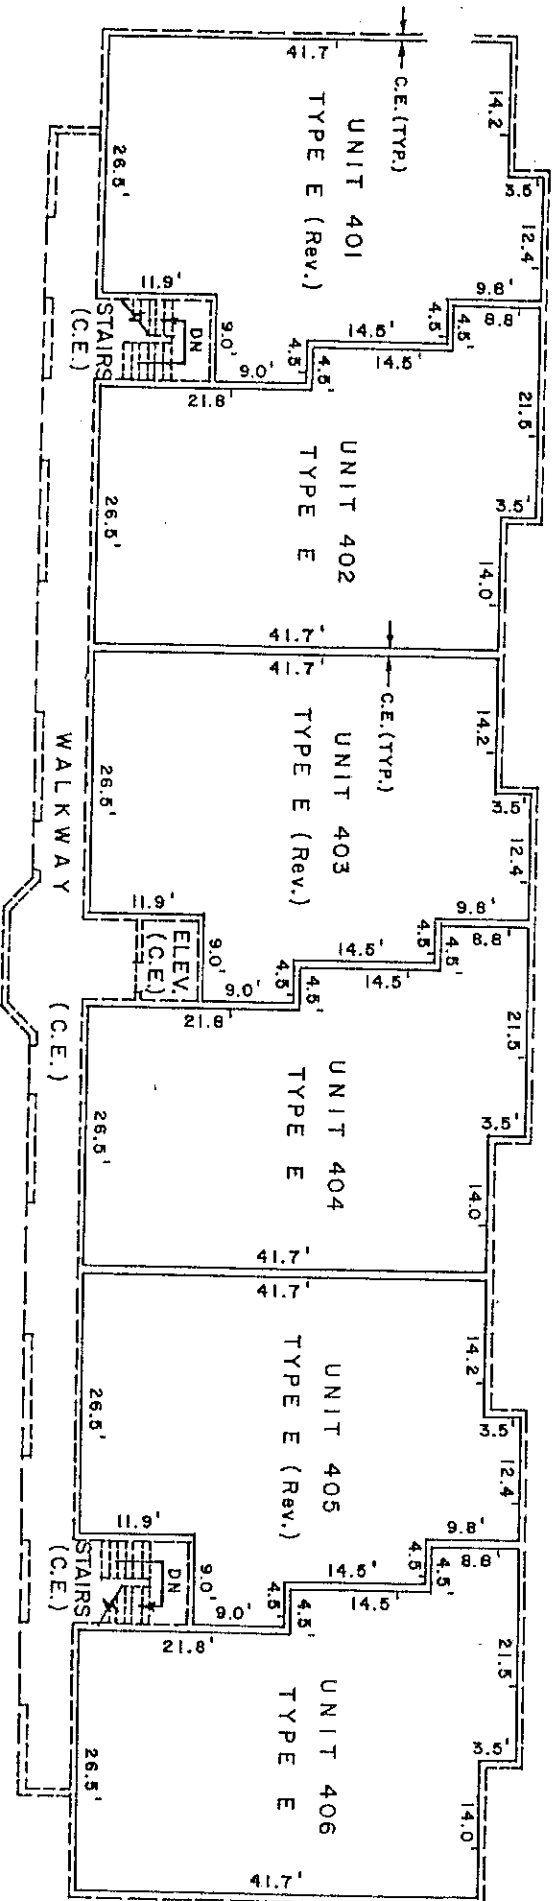 41.7'
C.E. (TYP.)
14.2'
3.5'
12.4'
UNIT 401
TYPE E (Rev.)
26.5'
11.9'
9.0'
9.0'
4.5'
4.5'
14.5'
14.5'
4.5'
4.5'
9.8'
8.8'
DN
STAIRS
(C.E.)
21.8'
21.5'
3.5'
14.0'
UNIT 402
TYPE E
26.5'
41.7'
41.7'
C.E. (TYP.)
14.2'
3.5'
12.4'
UNIT 403
TYPE E (Rev.)
26.5'
WALKWAY
(C.E.)
11.9'
9.0'
9.0'
4.5'
4.5'
14.5'
14.5'
4.5'
4.5'
9.8'
8.8'
ELEV.
(C.E.)
21.8'
21.5'
3.5'
14.0'
UNIT 404
TYPE E
26.5'
41.7'
41.7'
14.2'
3.5'
12.4'
UNIT 405
TYPE E (Rev.)
26.5'
11.9'
9.0'
9.0'
4.5'
4.5'
14.5'
14.5'
4.5'
4.5'
9.8'
8.8'
DN
STAIRS
(C.E.)
21.8'
21.5'
3.5'
14.0'
UNIT 406
TYPE E
26.5'
41.7'